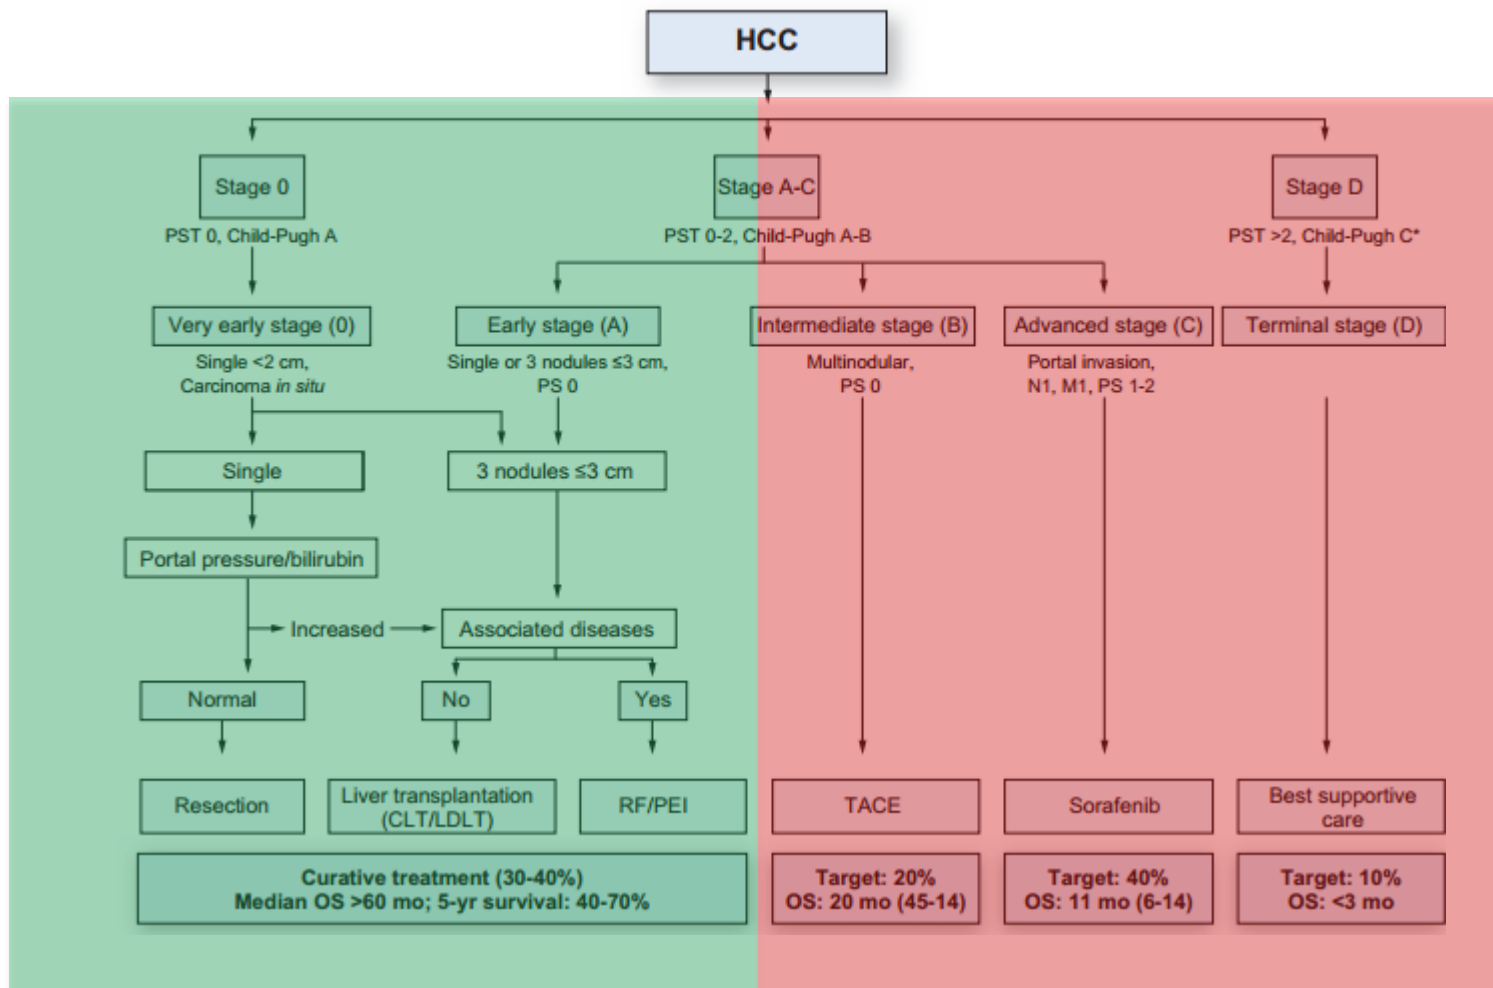 HCC
Stage 0
Stage A-C
Stage D
PST 0, Child-Pugh A
PST 0-2, Child-Pugh A-B
PST >2, Child-Pugh C*
Very early stage (0)
Early stage (A)
Intermediate stage (B)
Advanced stage (C)
Terminal stage (D)
Single <2 cm,
Carcinoma in situ
Single or 3 nodules ≤3 cm,
PS 0
Multinodular,
PS 0
Portal invasion,
N1, M1, PS 1-2
Single
3 nodules ≤3 cm
Portal pressure/bilirubin
Increased
Associated diseases
Normal
No
Yes
Resection
Liver transplantation
(CLT/LDLT)
RF/PEI
TACE
Sorafenib
Best supportive
care
Curative treatment (30-40%)
Median OS >60 mo; 5-yr survival: 40-70%
Target: 20%
OS: 20 mo (45-14)
Target: 40%
OS: 11 mo (6-14)
Target: 10%
OS: <3 mo